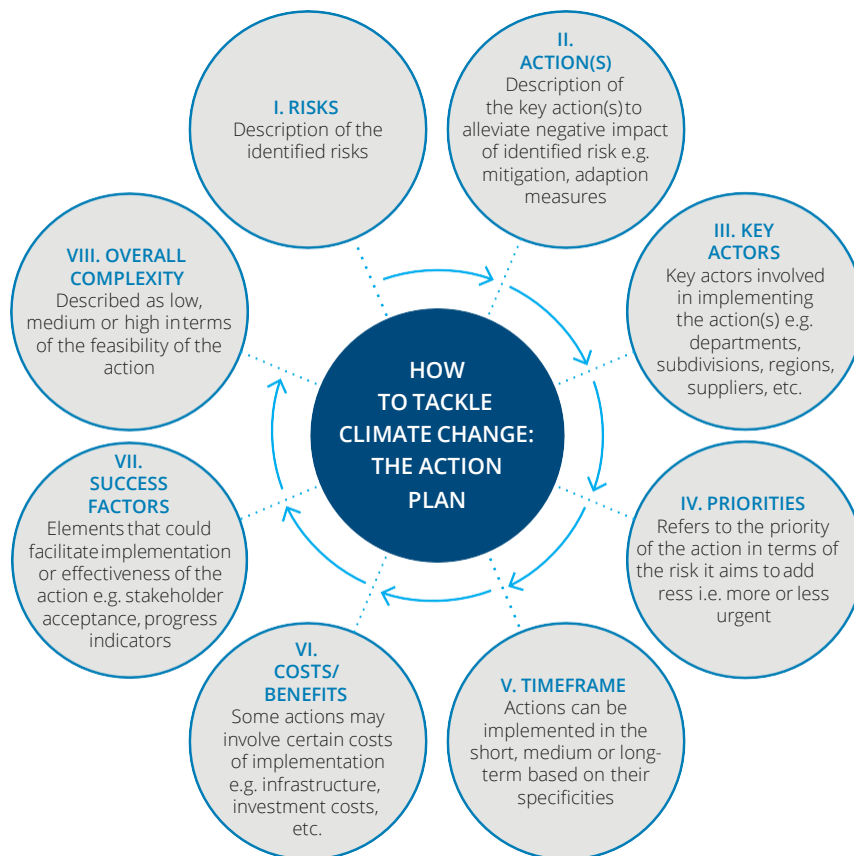 I. RISKS
Description of the
identified risks
II.
ACTION(S)
Description of
the key action(s) to
alleviate negative impact
of identified risk e.g.
mitigation, adaption
measures
III. KEY
ACTORS
Key actors involved
in implementing
the action(s) e.g.
departments,
subdivisions, regions,
suppliers, etc.
IV. PRIORITIES
Refers to the priority
of the action in terms of
the risk it aims to add
ress i.e. more or less
urgent
V. TIMEFRAME
Actions can be
implemented in the
short, medium or long-
term based on their
specificities
VI.
COSTS/
BENEFITS
Some actions may
involve certain costs
of implementation
e.g. infrastructure,
investment costs,
etc.
VII.
SUCCESS
FACTORS
Elements that could
facilitate implementation
or effectiveness of the
action e.g. stakeholder
acceptance, progress
indicators
VIII. OVERALL
COMPLEXITY
Described as low,
medium or high in terms
of the feasibility of the
action
HOW
TO TACKLE
CLIMATE CHANGE:
THE ACTION
PLAN